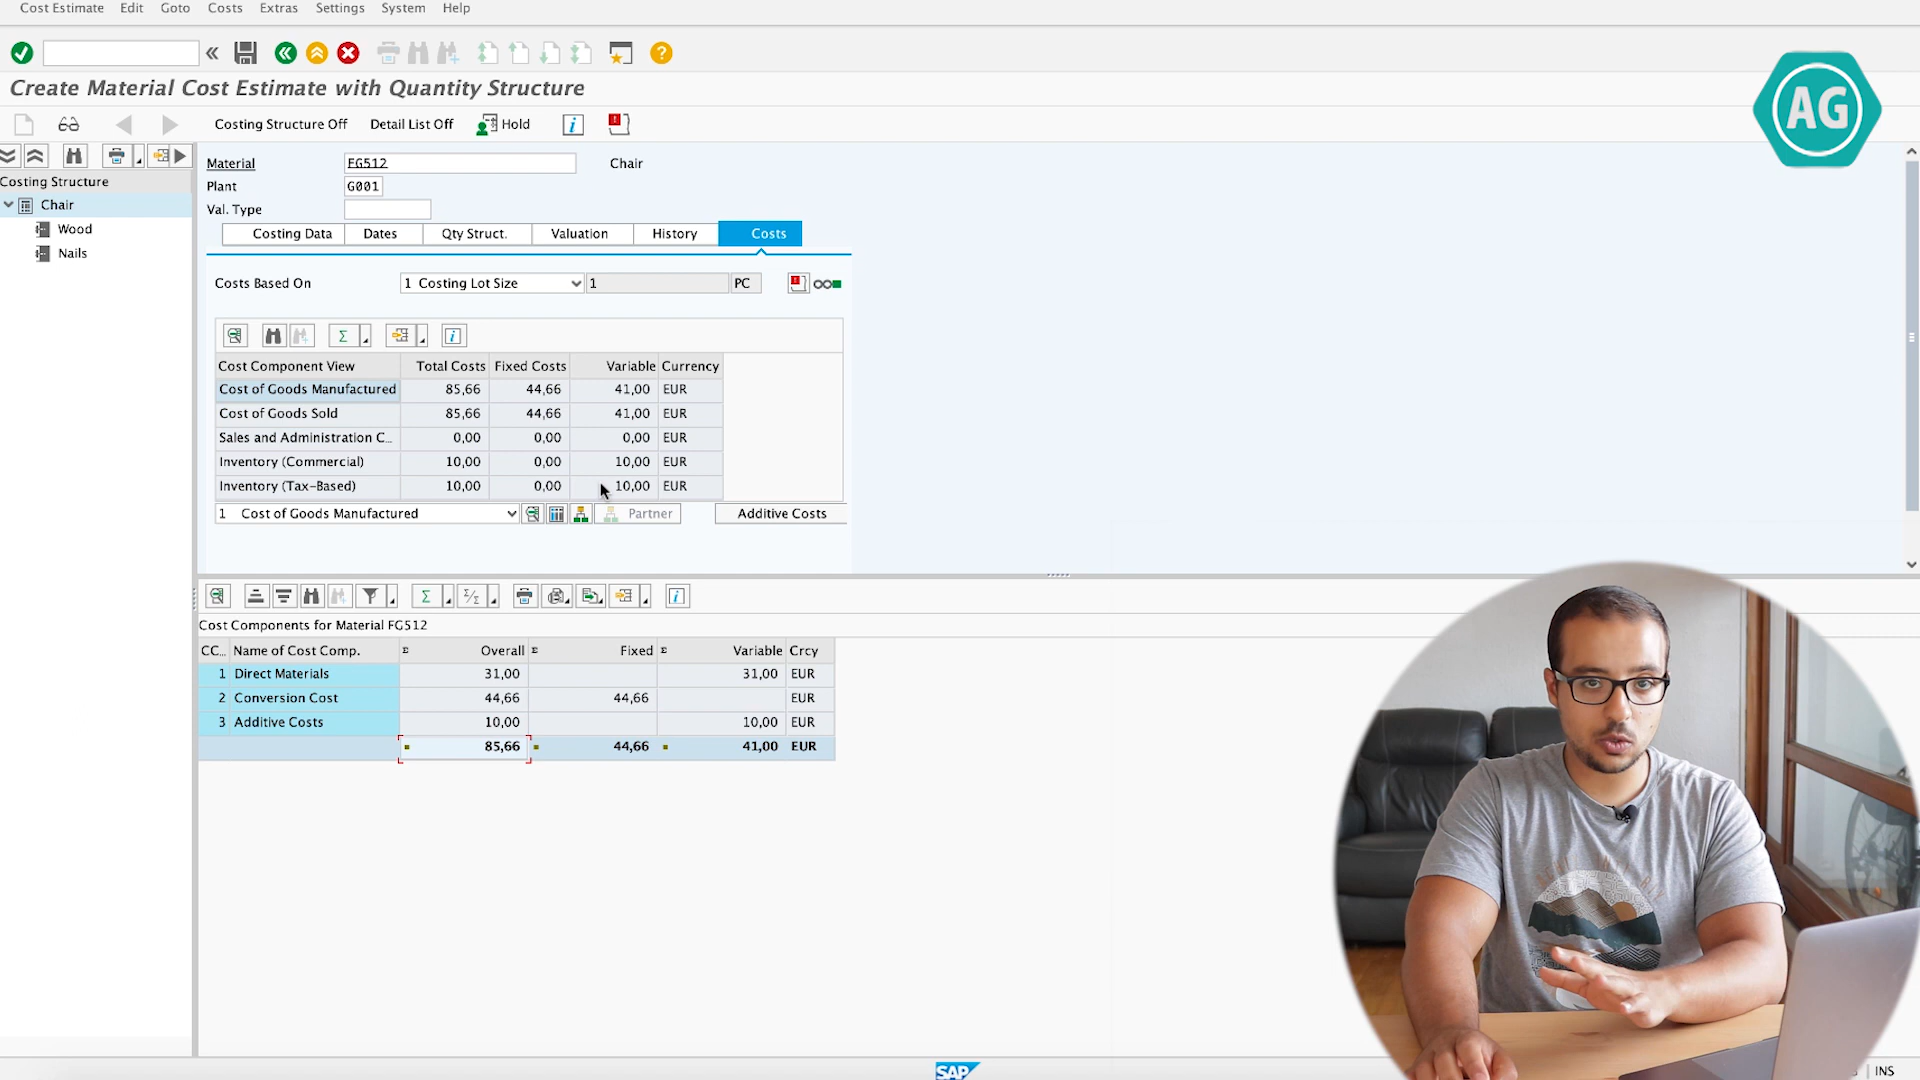 Cost Estimate Edit Goto Costs Extras Settings System Help
Create Material Cost Estimate with Quantity Structure
AG
Costing Structure Off Detail List Off Hold
Material FG512 Chair
Plant G001
Val. Type
Costing Structure
Chair
Wood
Nails
Costing Data Dates Qty Struct. Valuation History Costs
Costs Based On 1 Costing Lot Size 1 PC
Cost Component View Total Costs Fixed Costs Variable Currency
Cost of Goods Manufactured 85,66 44,66 41,00 EUR
Cost of Goods Sold 85,66 44,66 41,00 EUR
Sales and Administration C... 0,00 0,00 0,00 EUR
Inventory (Commercial) 10,00 0,00 10,00 EUR
Inventory (Tax-Based) 10,00 0,00 10,00 EUR
1 Cost of Goods Manufactured Partner Additive Costs
Cost Components for Material FG512
CC... Name of Cost Comp. Σ Overall Σ Fixed Σ Variable Crcy
1 Direct Materials 31,00 31,00 EUR
2 Conversion Cost 44,66 44,66 EUR
3 Additive Costs 10,00 10,00 EUR
85,66 44,66 41,00 EUR
SAP
INS